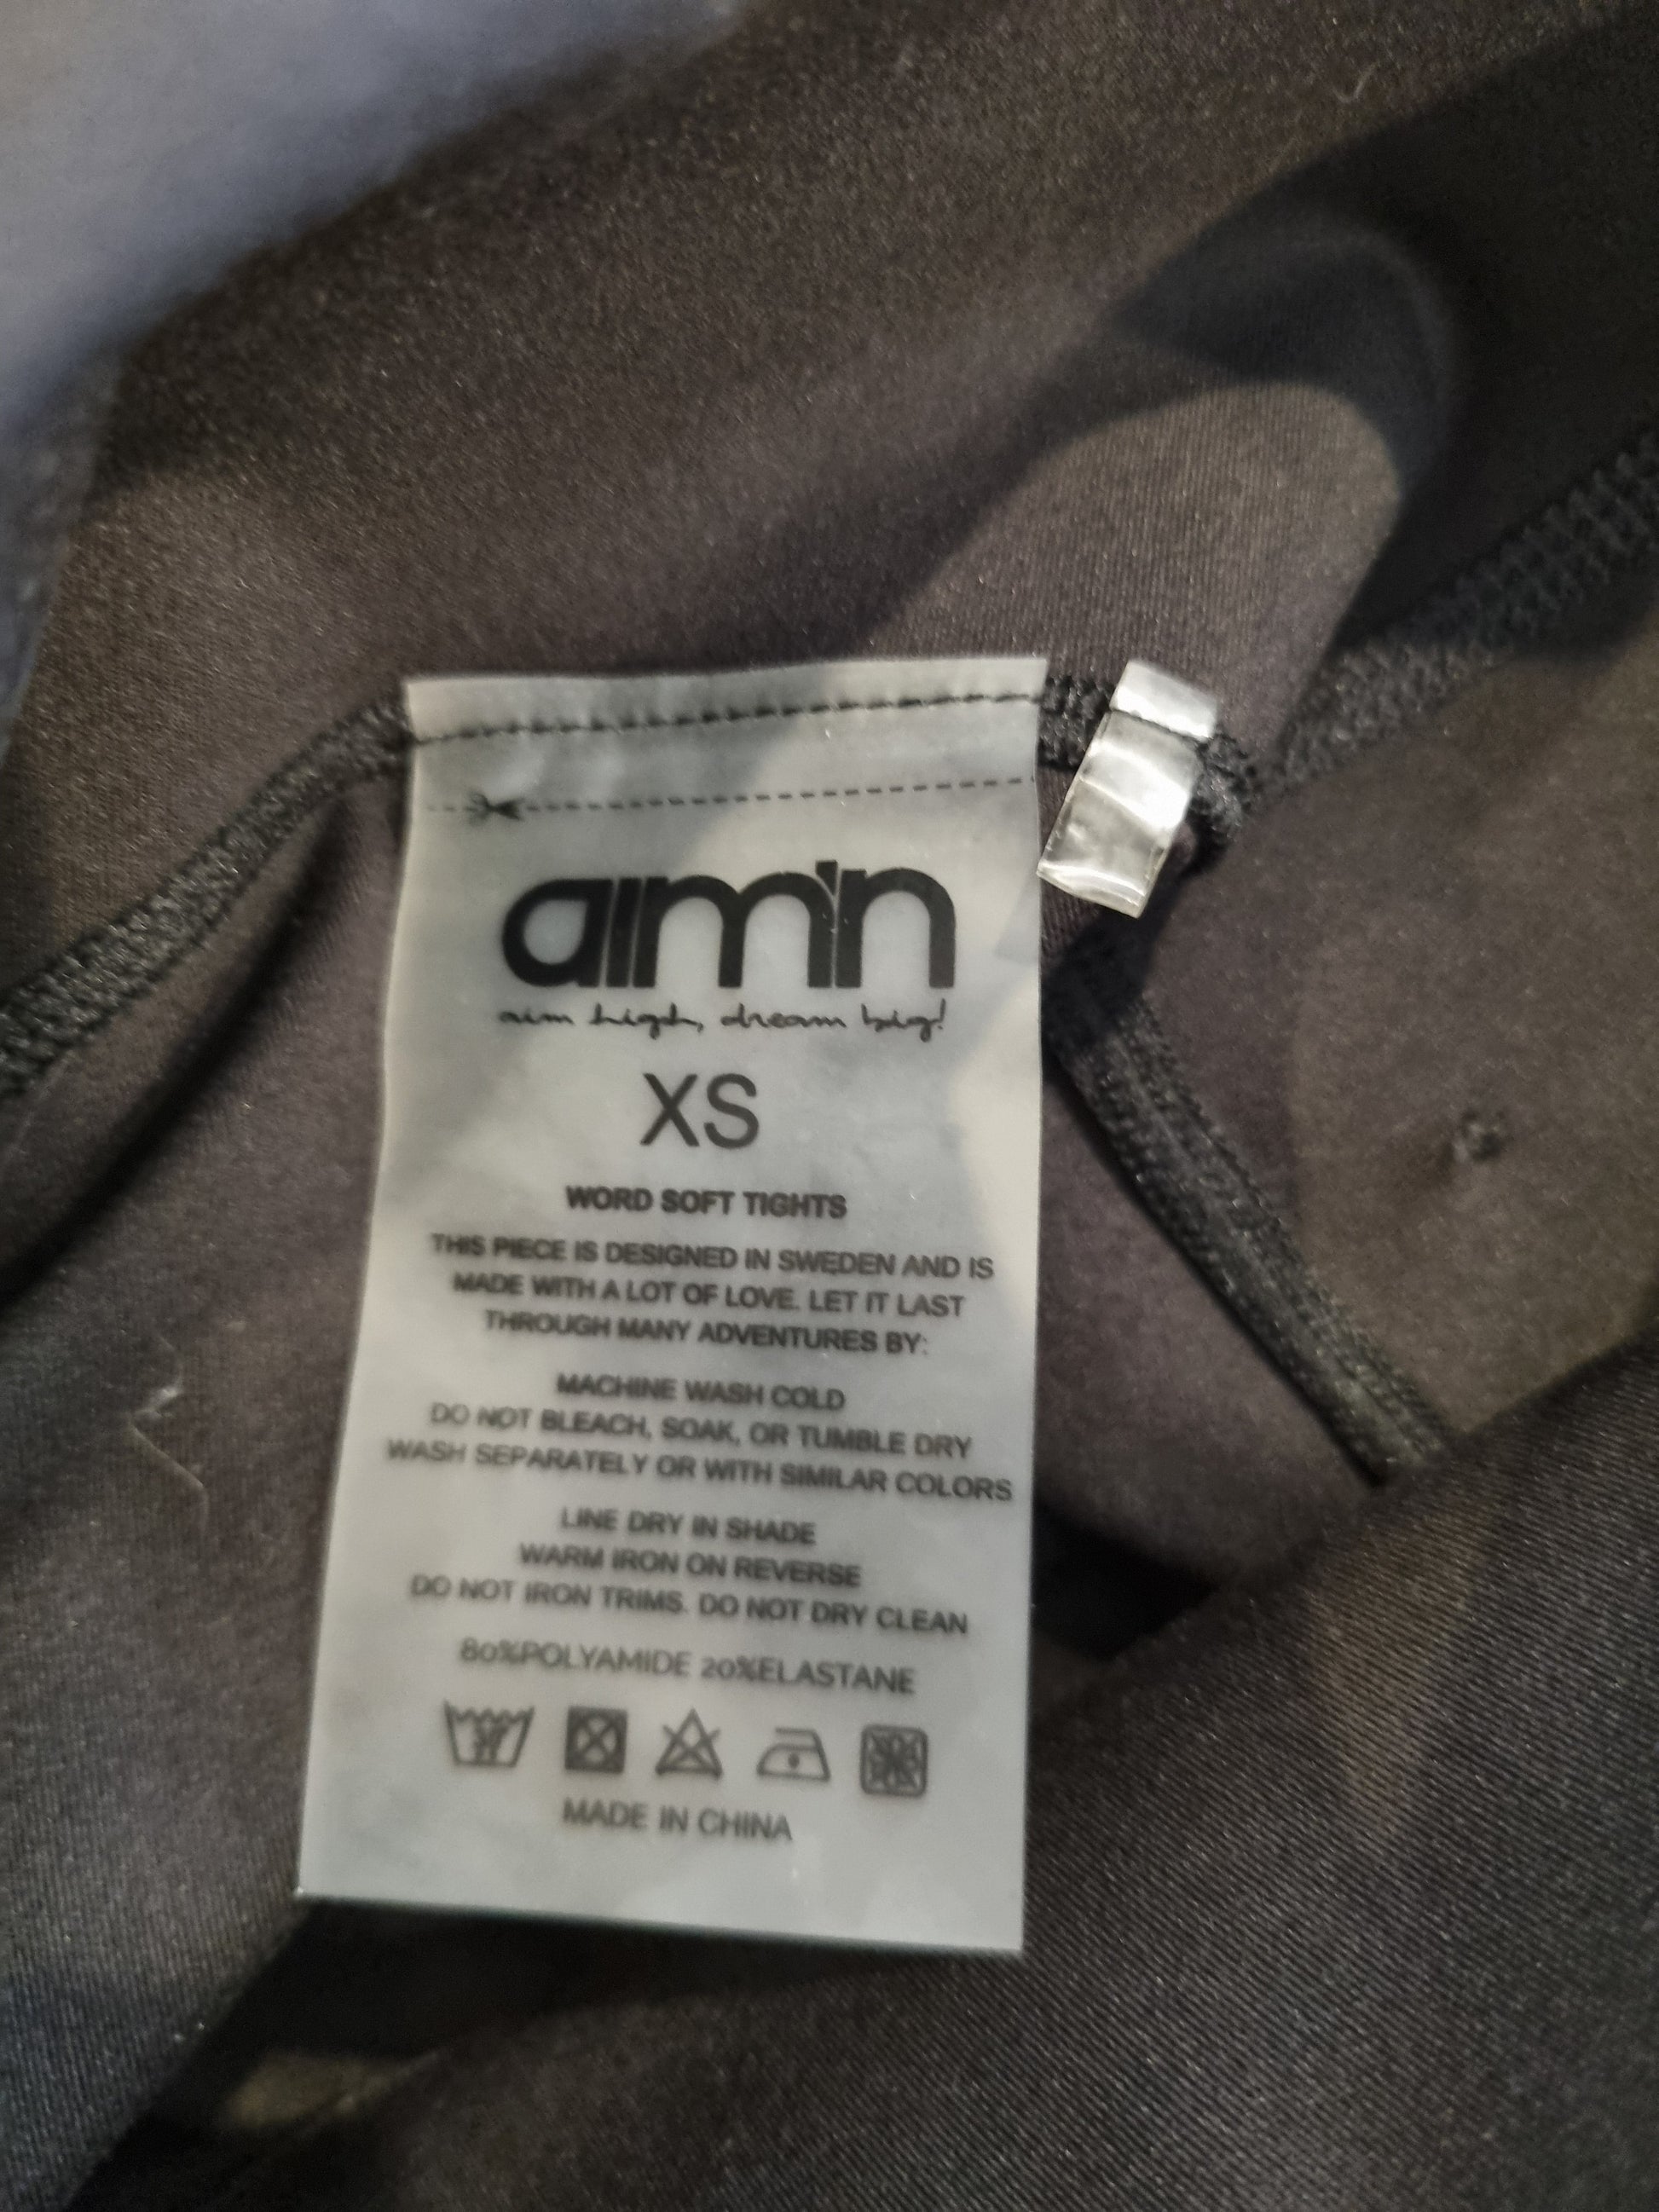 aim'n
aim high, dream big!
XS
WORD SOFT TIGHTS
THIS PIECE IS DESIGNED IN SWEDEN AND IS
MADE WITH A LOT OF LOVE. LET IT LAST
THROUGH MANY ADVENTURES BY:
MACHINE WASH COLD
DO NOT BLEACH, SOAK, OR TUMBLE DRY
WASH SEPARATELY OR WITH SIMILAR COLORS
LINE DRY IN SHADE
WARM IRON ON REVERSE
DO NOT IRON TRIMS. DO NOT DRY CLEAN
80%POLYAMIDE 20%ELASTANE
MADE IN CHINA